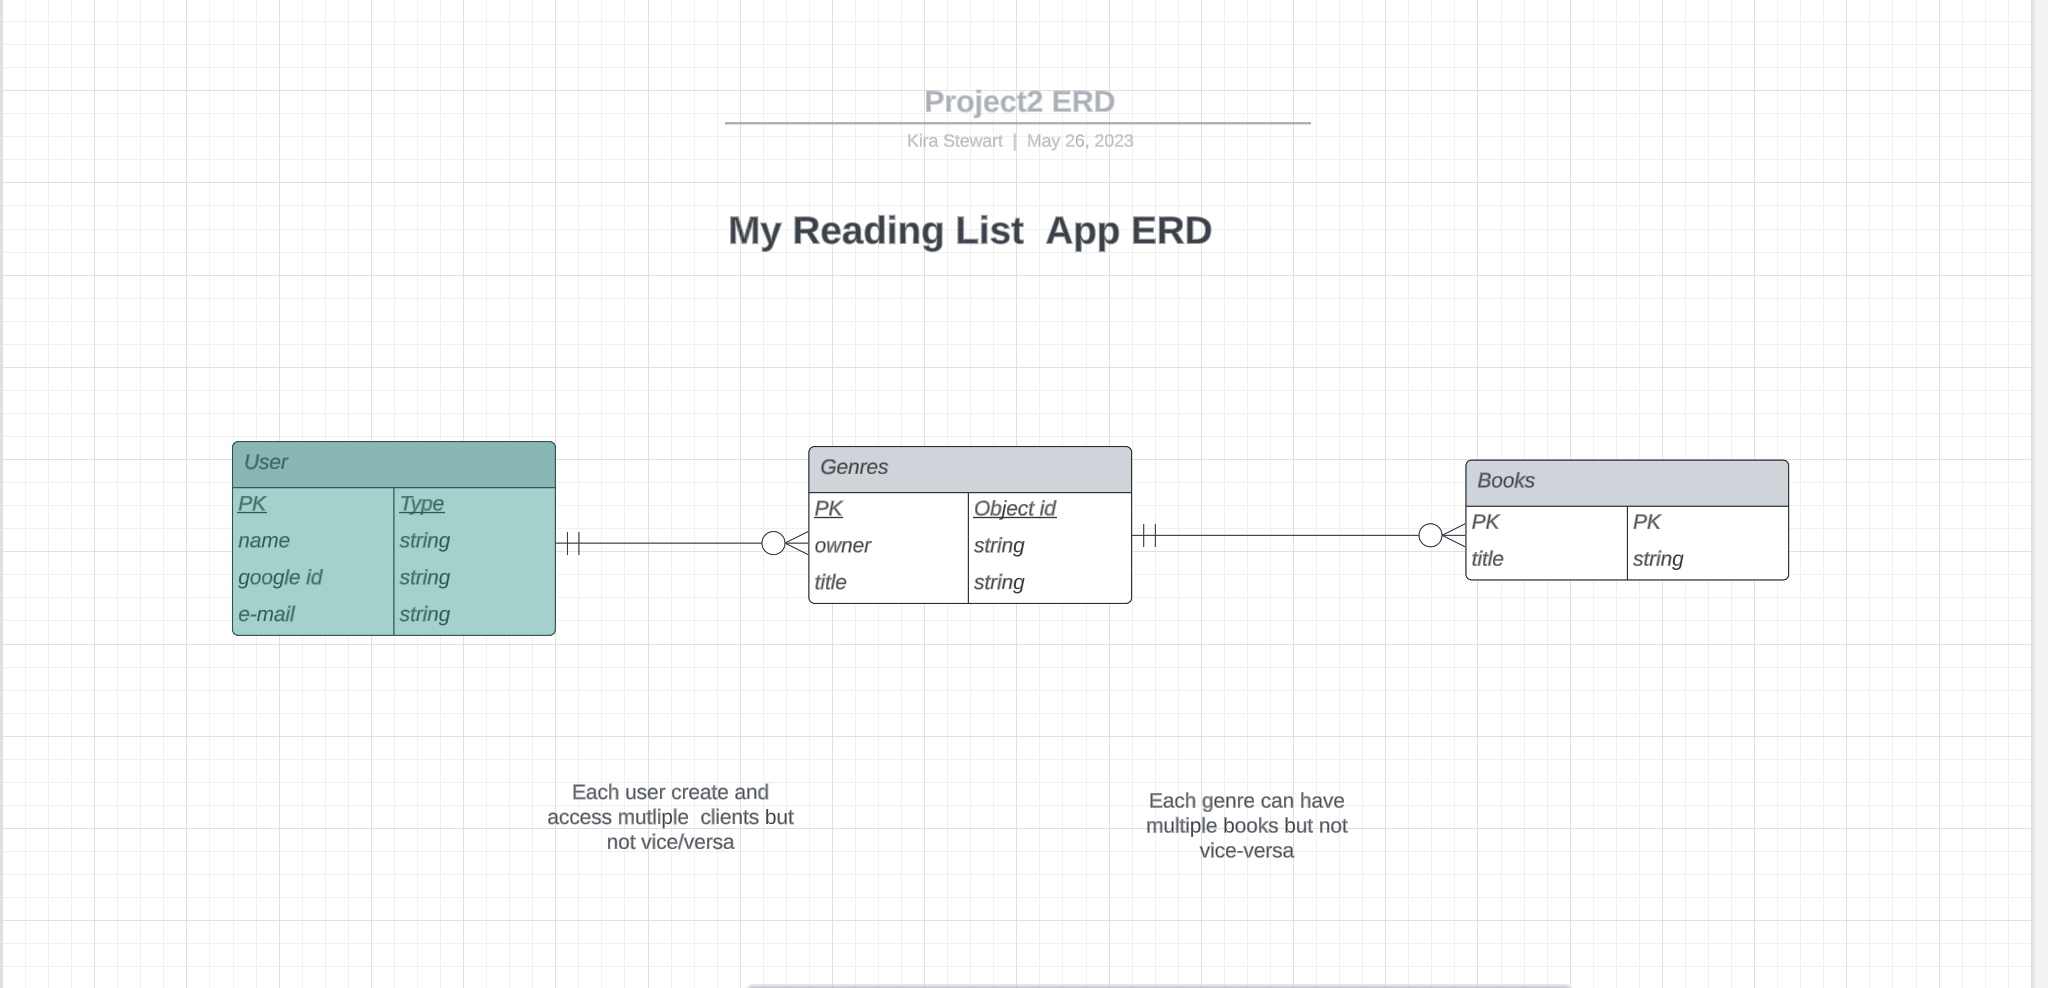 Project2 ERD
Kira Stewart | May 26, 2023
My Reading List App ERD
User
PK Type
name string
google id string
e-mail string
Genres
PK Object id
owner string
title string
Books
PK PK
title string
Each user create and
access mutliple clients but
not vice/versa
Each genre can have
multiple books but not
vice-versa